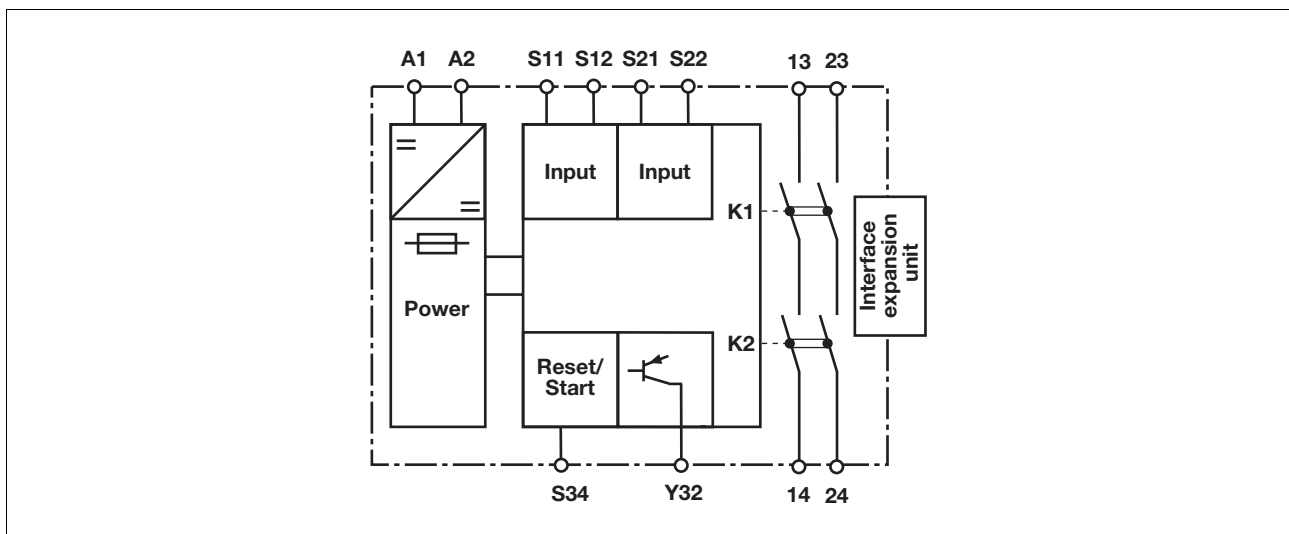 A1 A2 S11 S12 S21 S22 13 23
Input Input
K1
Interface
expansion
unit
Power
K2
Reset/
Start
S34 Y32 14 24